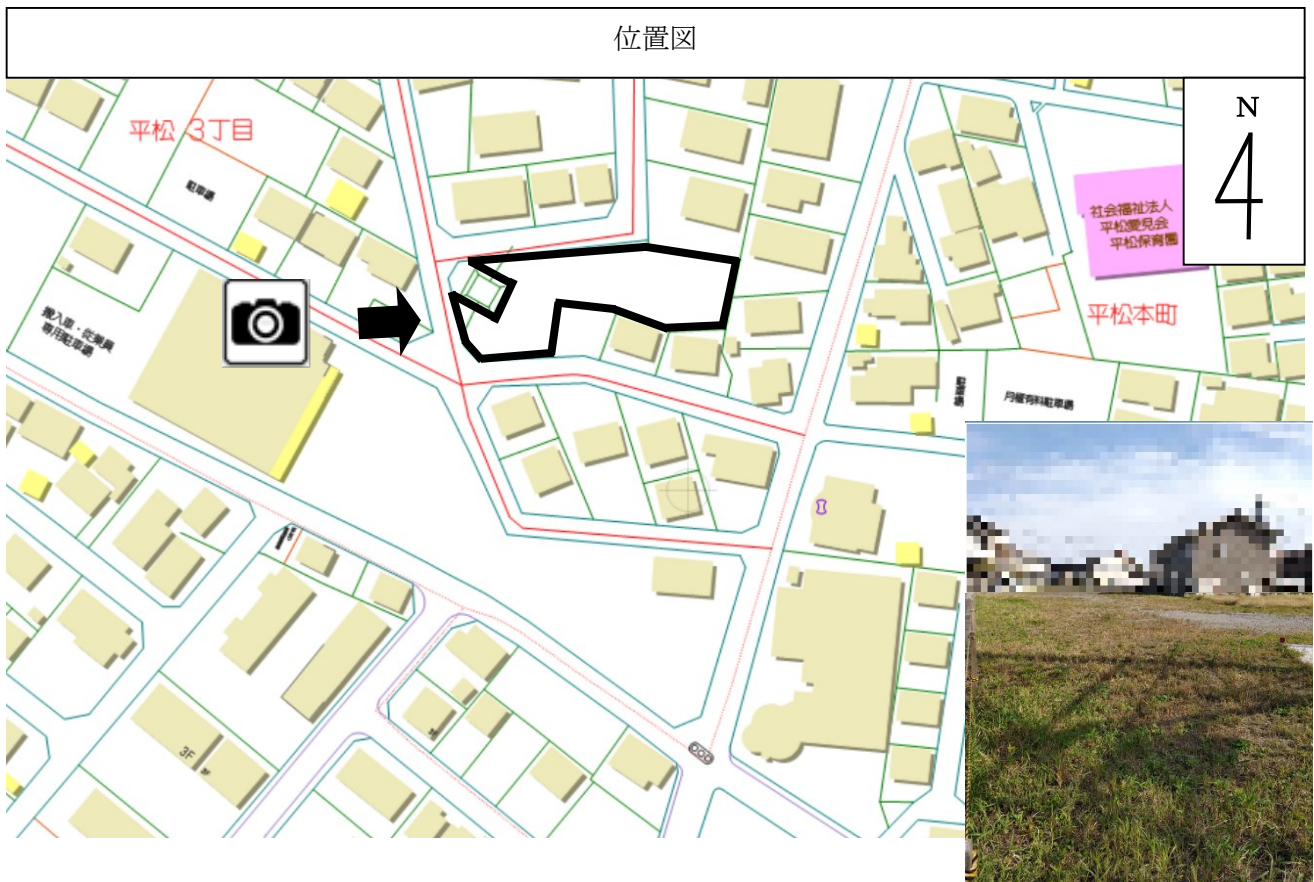 位置図
N
平松 3丁目
駐車場
社会福祉法人
平松愛児会
平松保育園
搬入車・従業員
専用駐車場
平松本町
駐車場
月極有料駐車場
3F